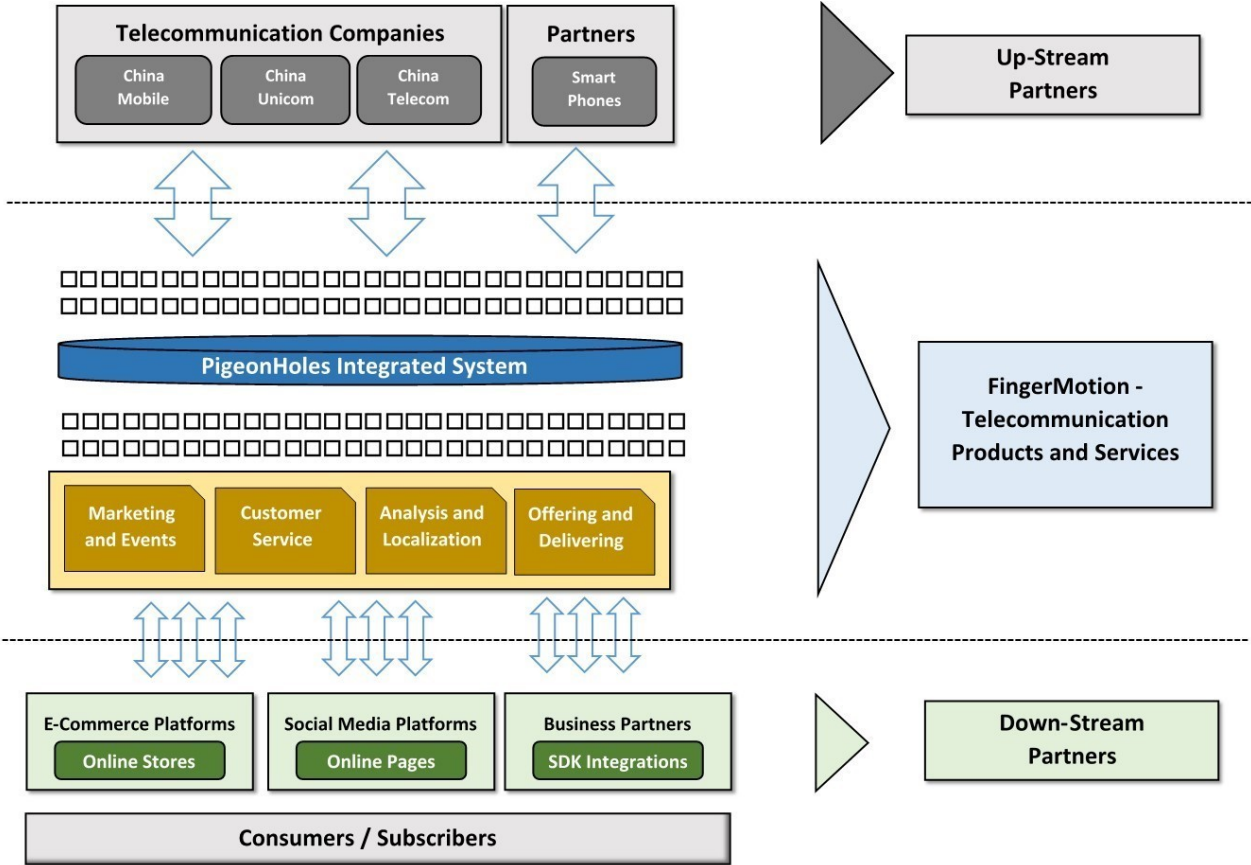 Telecommunication Companies
Partners
China
Mobile
China
Unicom
China
Telecom
Smart
Phones
Up-Stream
Partners
PigeonHoles Integrated System
FingerMotion -
Telecommunication
Products and Services
Marketing
and Events
Customer
Service
Analysis and
Localization
Offering and
Delivering
E-Commerce Platforms
Online Stores
Social Media Platforms
Online Pages
Business Partners
SDK Integrations
Down-Stream
Partners
Consumers / Subscribers